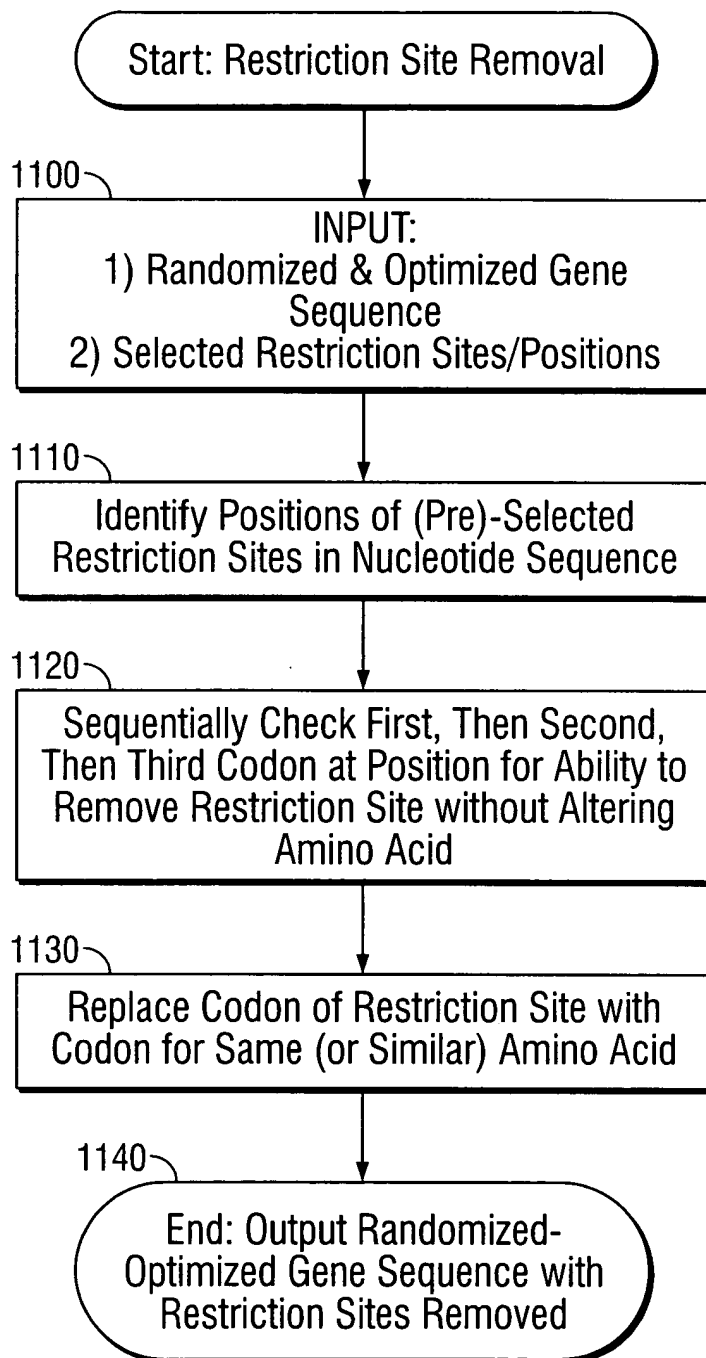 Start: Restriction Site Removal
1100
INPUT:
1) Randomized & Optimized Gene
Sequence
2) Selected Restriction Sites/Positions
1110
Identify Positions of (Pre)-Selected
Restriction Sites in Nucleotide Sequence
1120
Sequentially Check First, Then Second,
Then Third Codon at Position for Ability to
Remove Restriction Site without Altering
Amino Acid
1130
Replace Codon of Restriction Site with
Codon for Same (or Similar) Amino Acid
1140
End: Output Randomized-
Optimized Gene Sequence with
Restriction Sites Removed